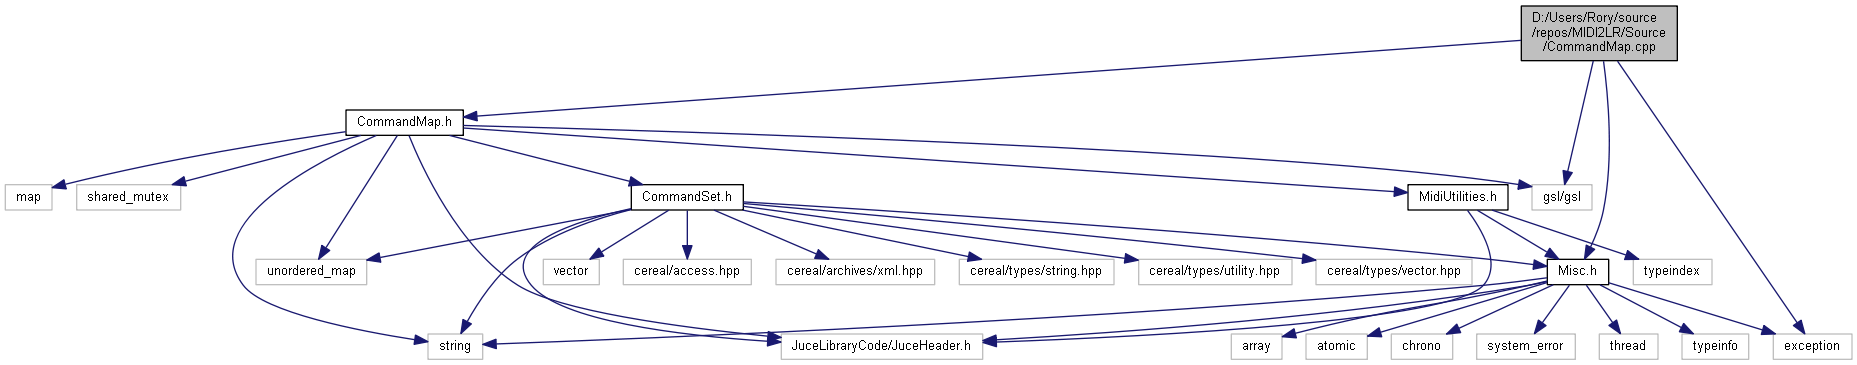 D:/Users/Rory/source
/repos/MIDI2LR/Source
/CommandMap.cpp
CommandMap.h
map
shared_mutex
CommandSet.h
MidiUtilities.h
gsl/gsl
unordered_map
vector
cereal/access.hpp
cereal/archives/xml.hpp
cereal/types/string.hpp
cereal/types/utility.hpp
cereal/types/vector.hpp
Misc.h
typeindex
string
JuceLibraryCode/JuceHeader.h
array
atomic
chrono
system_error
thread
typeinfo
exception